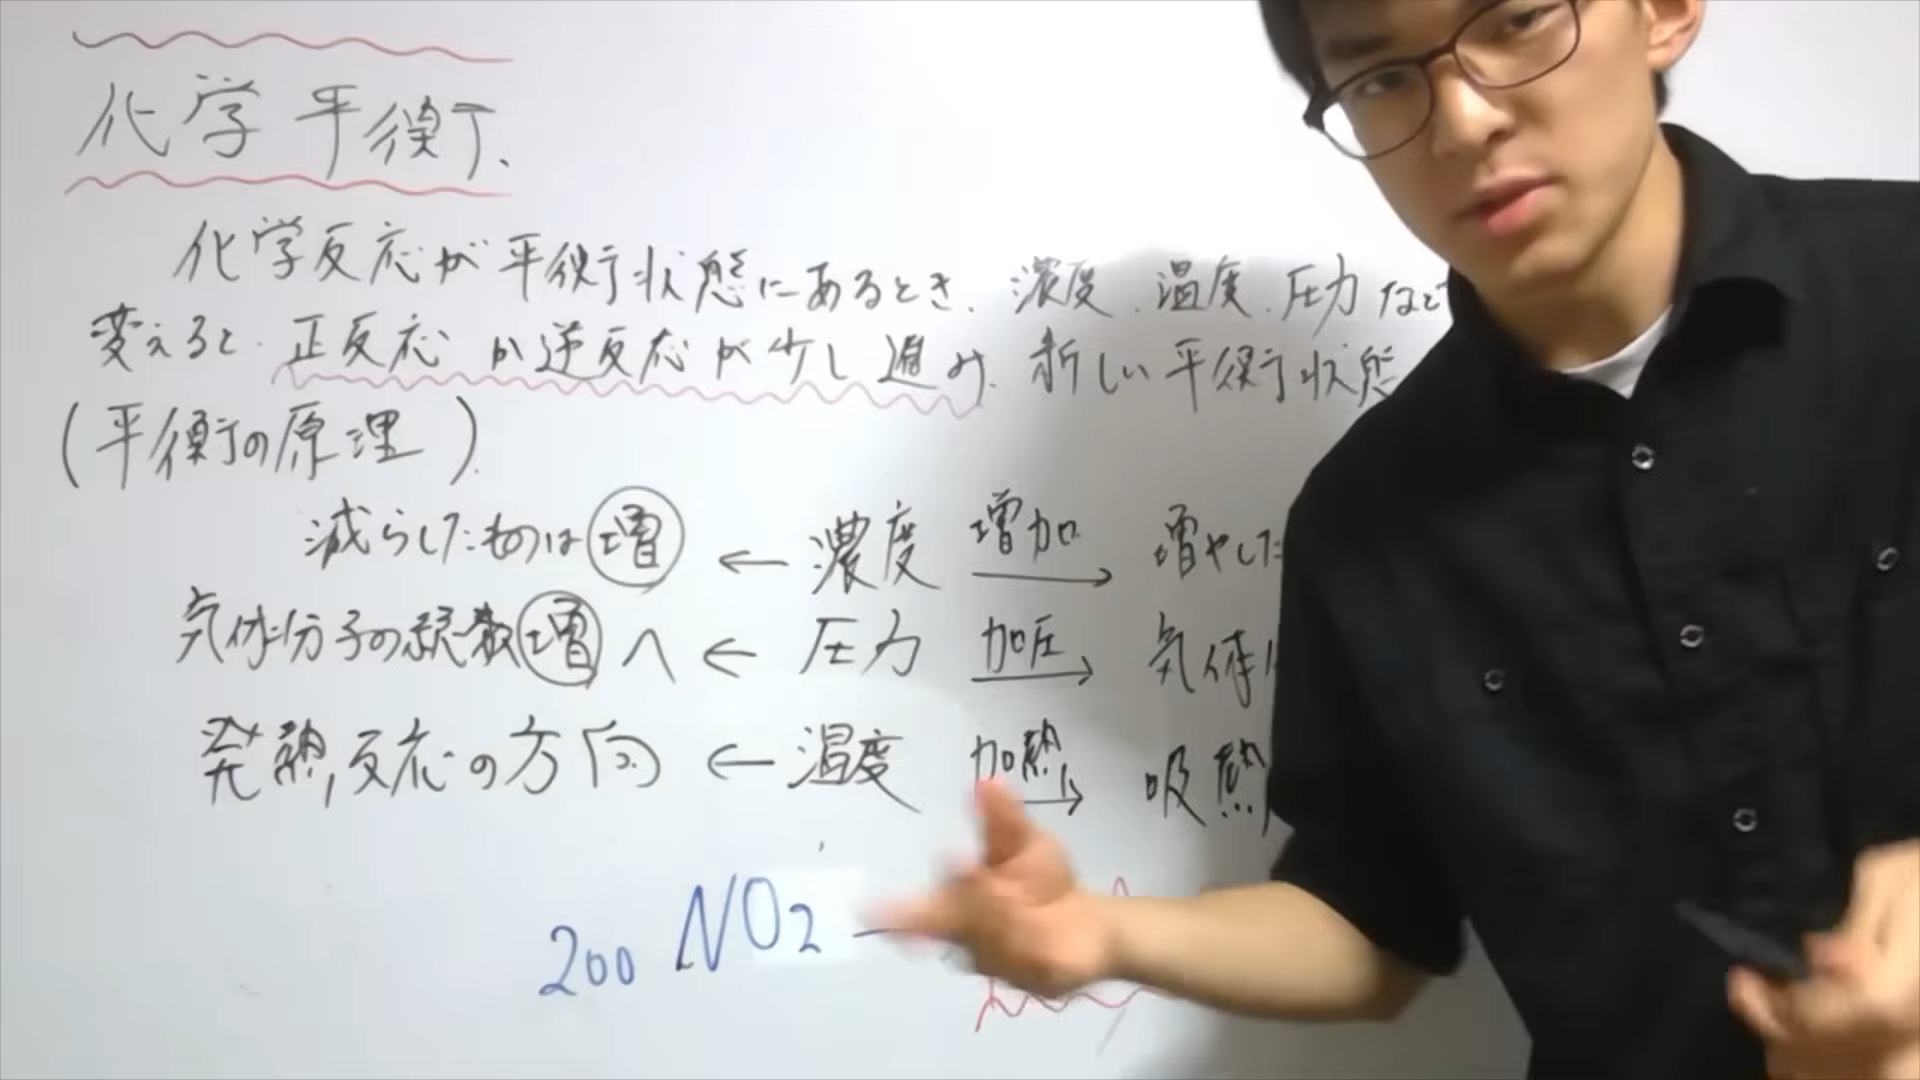 化学平衡
化学反応が平衡状態にあるとき、濃度、温度、圧力など
変えると、正反応か逆反応が少し進み、新しい平衡状態
(平衡の原理)
減らしたものは増 ← 濃度 増加→ 増やした
気体分子の総数増へ ← 圧力 加圧→ 気体
発熱反応の方向 ← 温度 加熱→ 吸熱
200 NO2